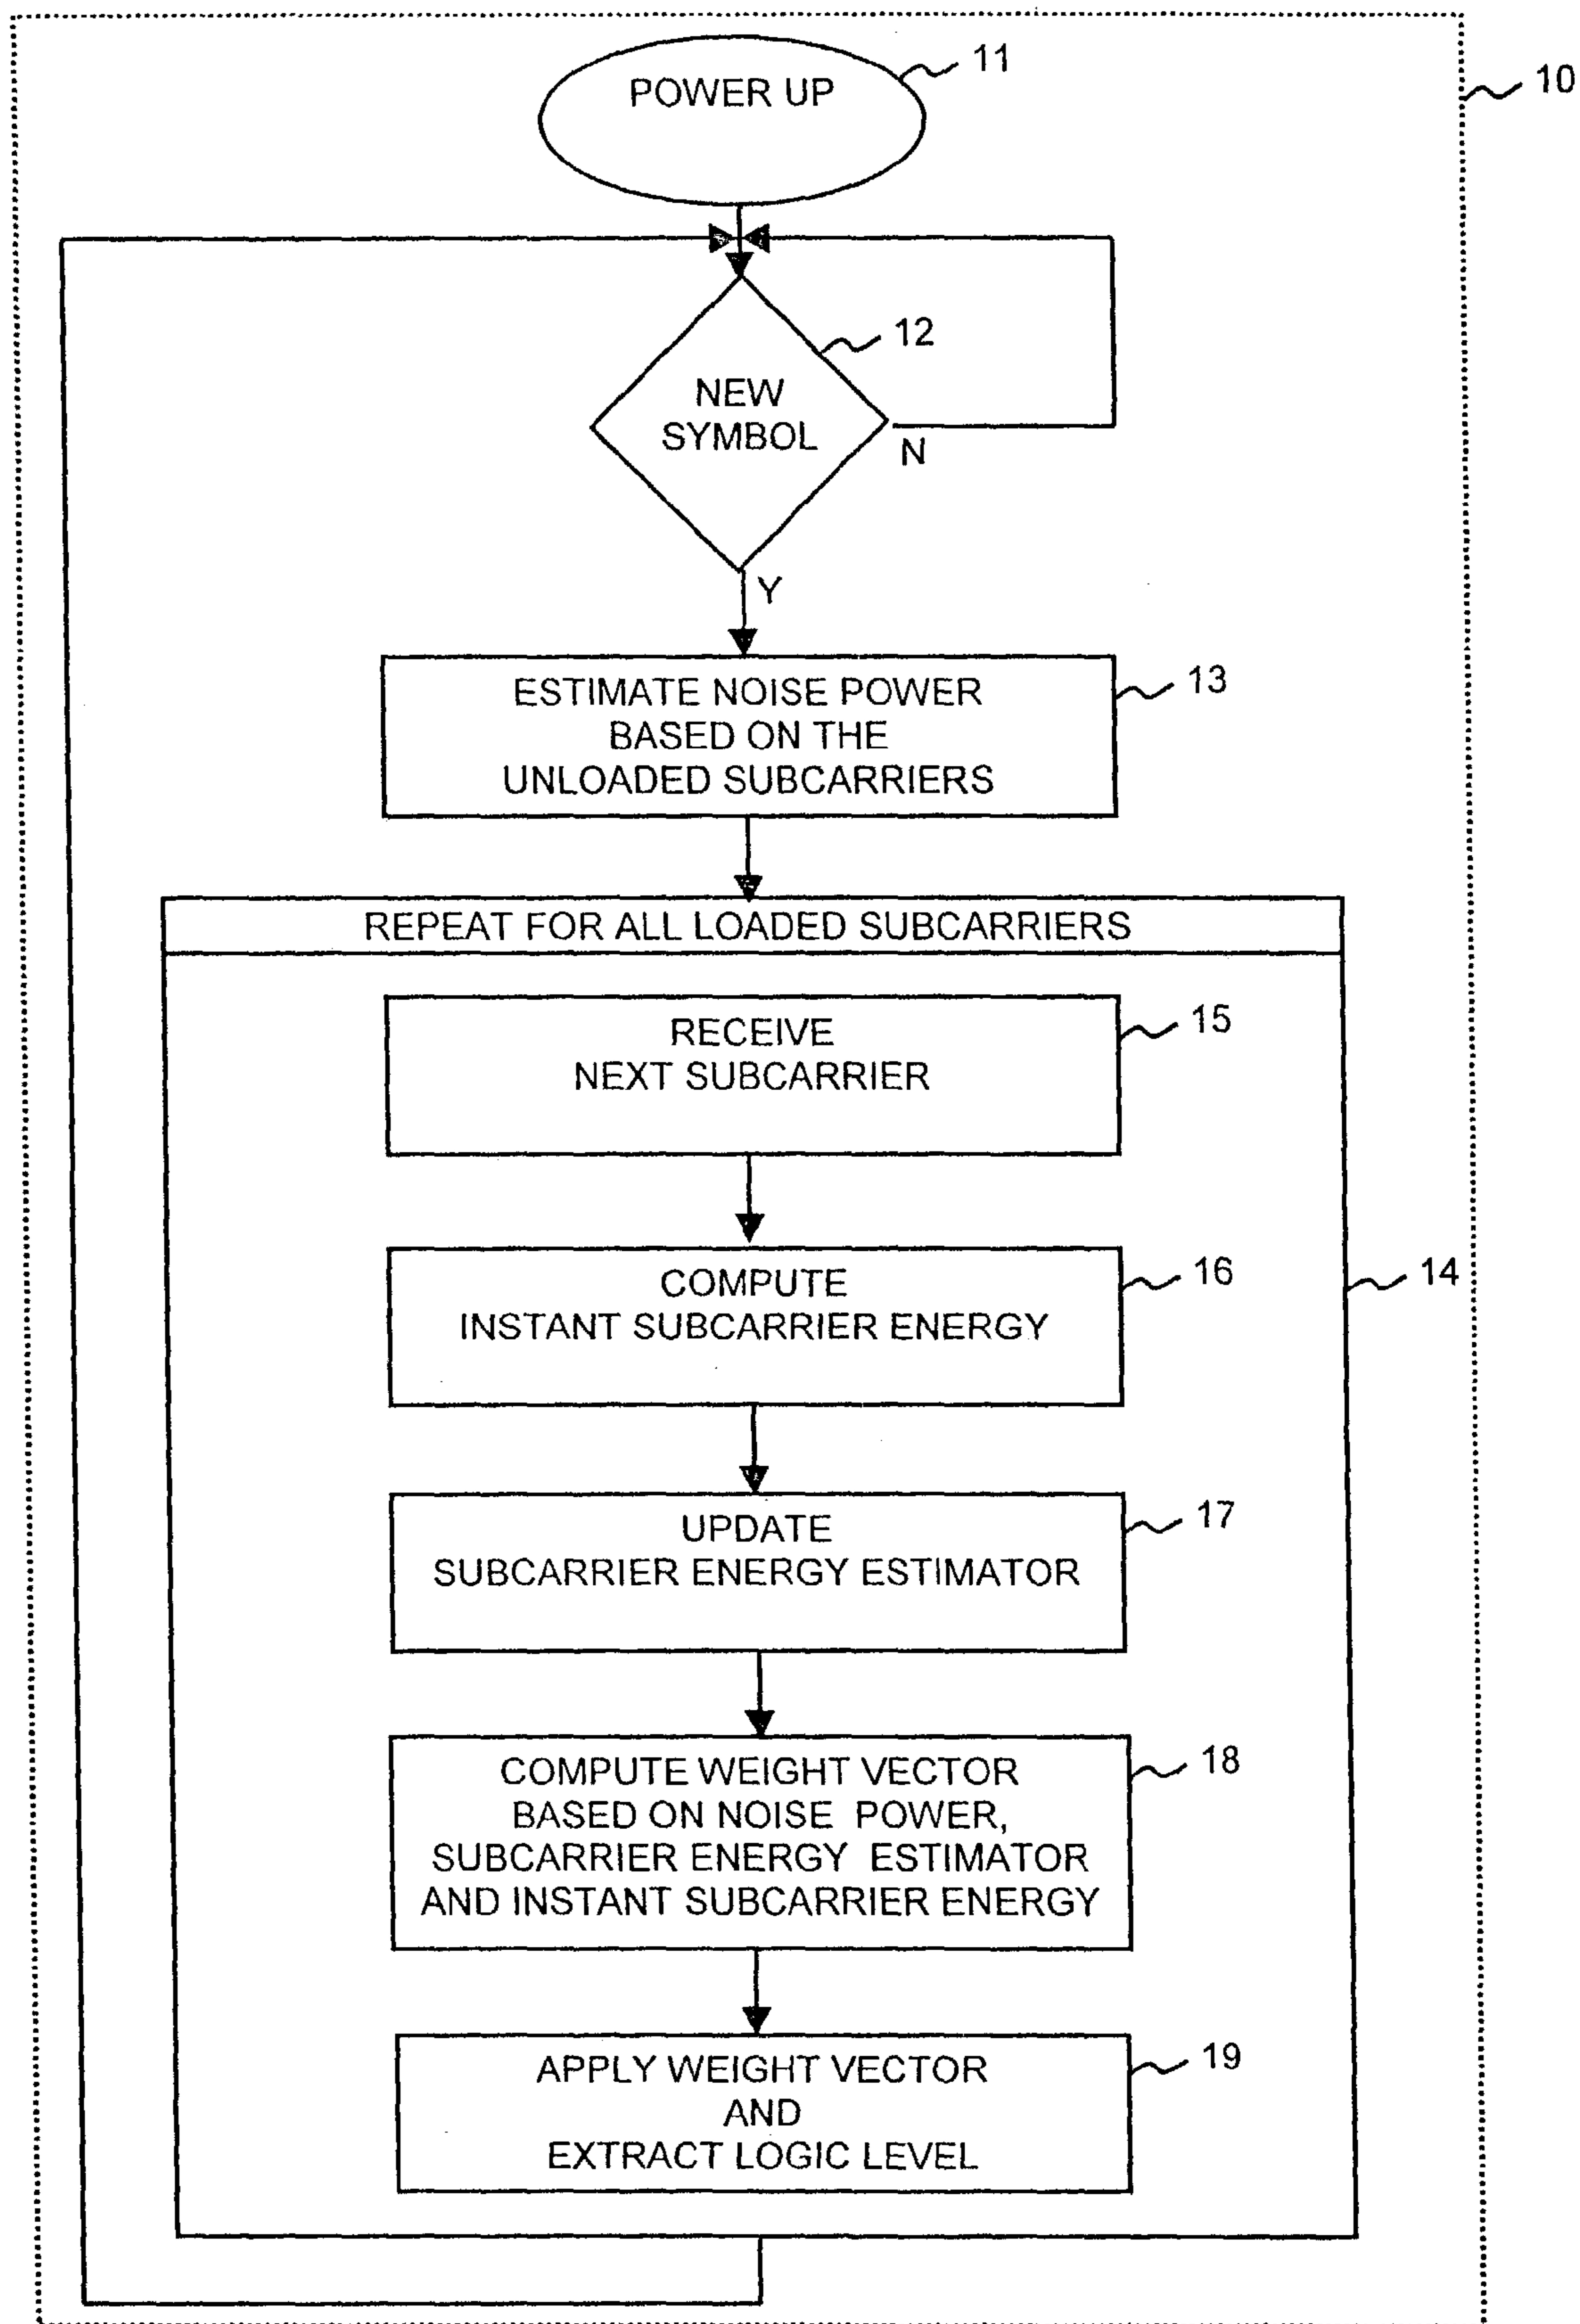 POWER UP
11
10
12
NEW
SYMBOL
N
Y
ESTIMATE NOISE POWER
BASED ON THE
UNLOADED SUBCARRIERS
13
REPEAT FOR ALL LOADED SUBCARRIERS
RECEIVE
NEXT SUBCARRIER
15
COMPUTE
INSTANT SUBCARRIER ENERGY
16
14
UPDATE
SUBCARRIER ENERGY ESTIMATOR
17
COMPUTE WEIGHT VECTOR
BASED ON NOISE POWER,
SUBCARRIER ENERGY ESTIMATOR
AND INSTANT SUBCARRIER ENERGY
18
APPLY WEIGHT VECTOR
AND
EXTRACT LOGIC LEVEL
19